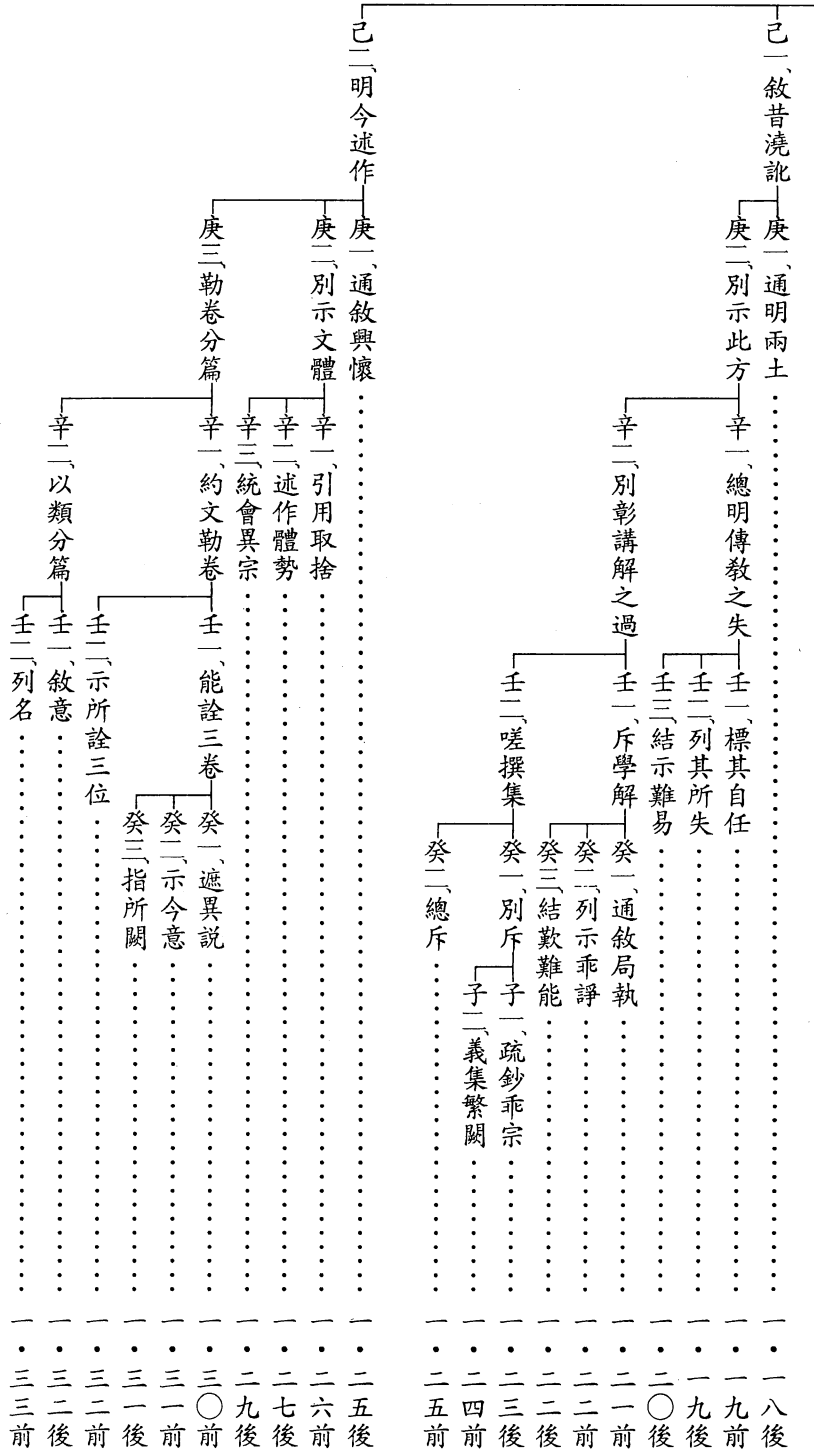 己一、敘昔澆訛
庚一、通明兩土………一・一八後
庚二、別示此方
辛一、總明傳教之失
壬一、標其自任………一・一九前
壬二、列其所失………一・一九後
壬三、結示難易………一・二〇後
辛二、別彰講解之過
壬一、斥學解
癸一、通敘局執………一・二一前
癸二、列示乖諍………一・二二前
癸三、結歎難能………一・二二後
壬二、嗟撰集
癸一、別斥
子一、疏鈔乖宗………一・二三後
子二、義集繁闕………一・二四前
癸二、總斥………一・二五前
己二、明今述作
庚一、通敘興懷………一・二五後
庚二、別示文體
辛一、引用取捨………一・二六前
辛二、述作體勢………一・二七後
辛三、統會異宗………一・二九後
庚三、勒卷分篇
辛一、約文勒卷
壬一、能詮三卷
癸一、遮異説………一・三〇前
癸二、示今意………一・三一前
癸三、指所闕………一・三一後
壬二、示所詮三位………一・三二前
辛二、以類分篇
壬一、敘意………一・三二後
壬二、列名………一・三三前